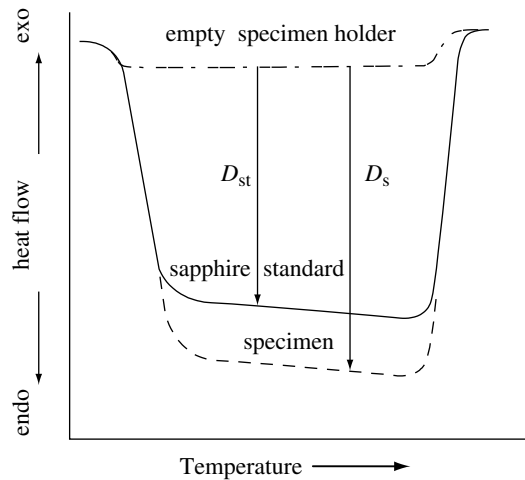 exo
empty specimen holder
D_st
D_s
heat flow
sapphire standard
specimen
endo
Temperature